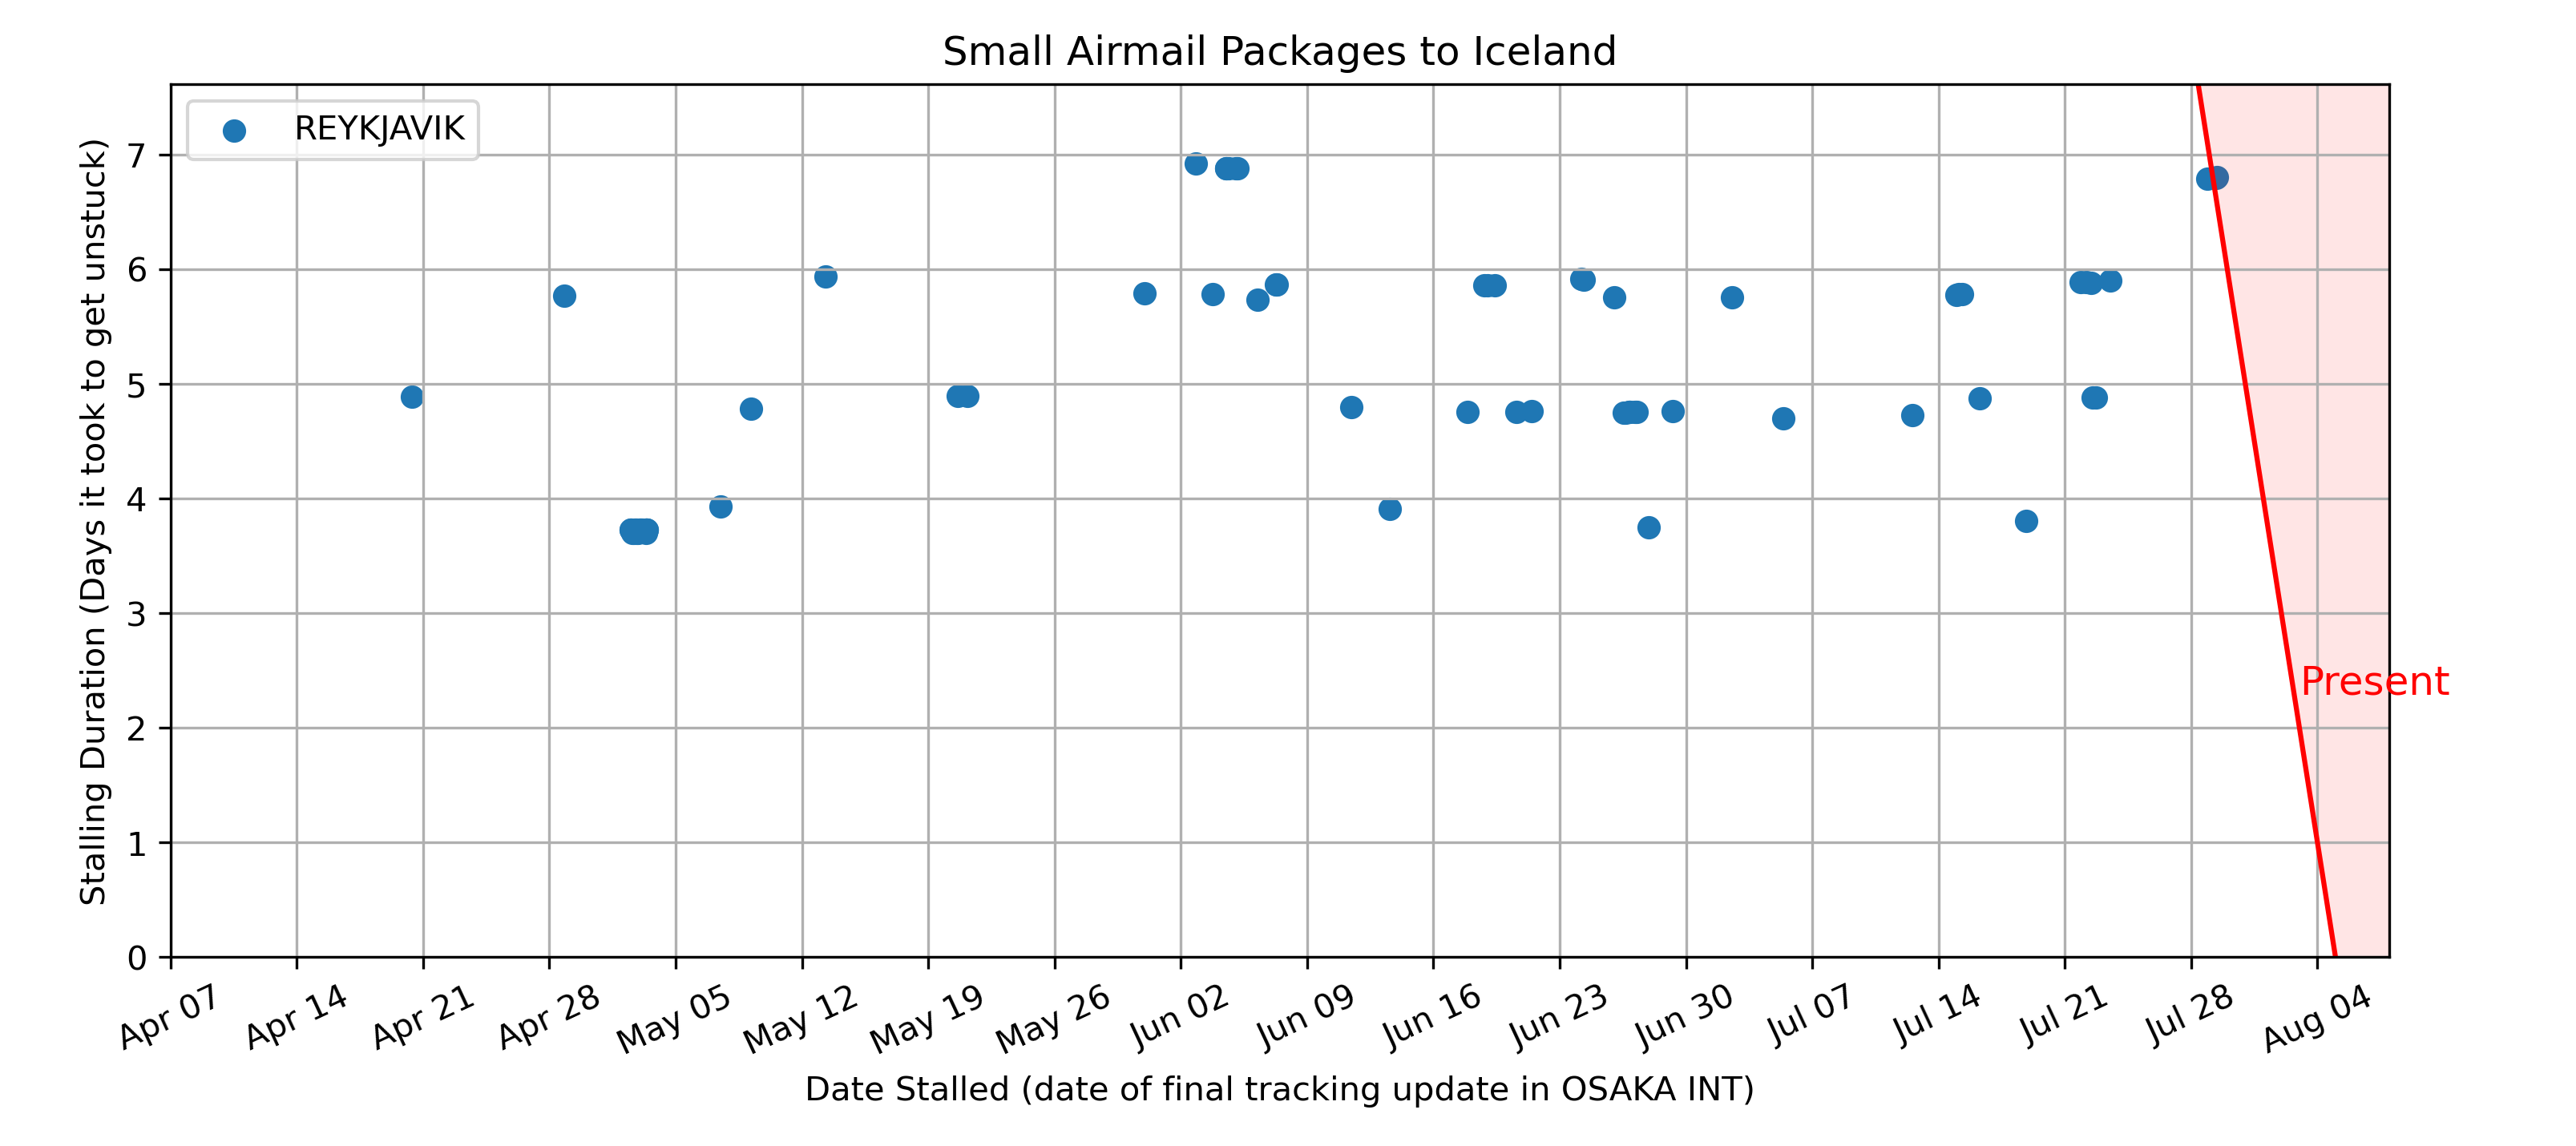 Small Airmail Packages to Iceland
REYKJAVIK
Stalling Duration (Days it took to get unstuck)
7
6
5
4
3
2
1
0
Present
Apr 07
Apr 14
Apr 21
Apr 28
May 05
May 12
May 19
May 26
Jun 02
Jun 09
Jun 16
Jun 23
Jun 30
Jul 07
Jul 14
Jul 21
Jul 28
Aug 04
Date Stalled (date of final tracking update in OSAKA INT)